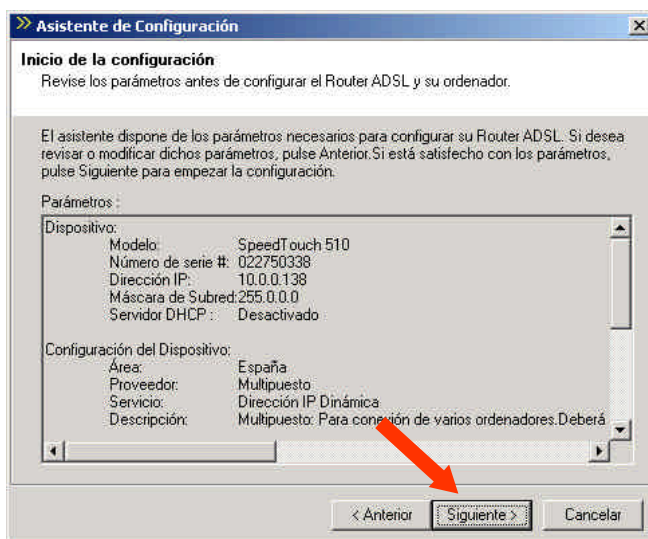 Asistente de Configuración
Inicio de la configuración
Revise los parámetros antes de configurar el Router ADSL y su ordenador.
El asistente dispone de los parámetros necesarios para configurar su Router ADSL. Si desea
revisar o modificar dichos parámetros, pulse Anterior.Si está satisfecho con los parámetros,
pulse Siguiente para empezar la configuración.
Parámetros :
Dispositivo:
Modelo: SpeedTouch 510
Número de serie #: 022750338
Dirección IP: 10.0.0.138
Máscara de Subred:255.0.0.0
Servidor DHCP : Desactivado
Configuración del Dispositivo:
Área: España
Proveedor: Multipuesto
Servicio: Dirección IP Dinámica
Descripción: Multipuesto: Para conexión de varios ordenadores.Deberá
< Anterior Siguiente > Cancelar